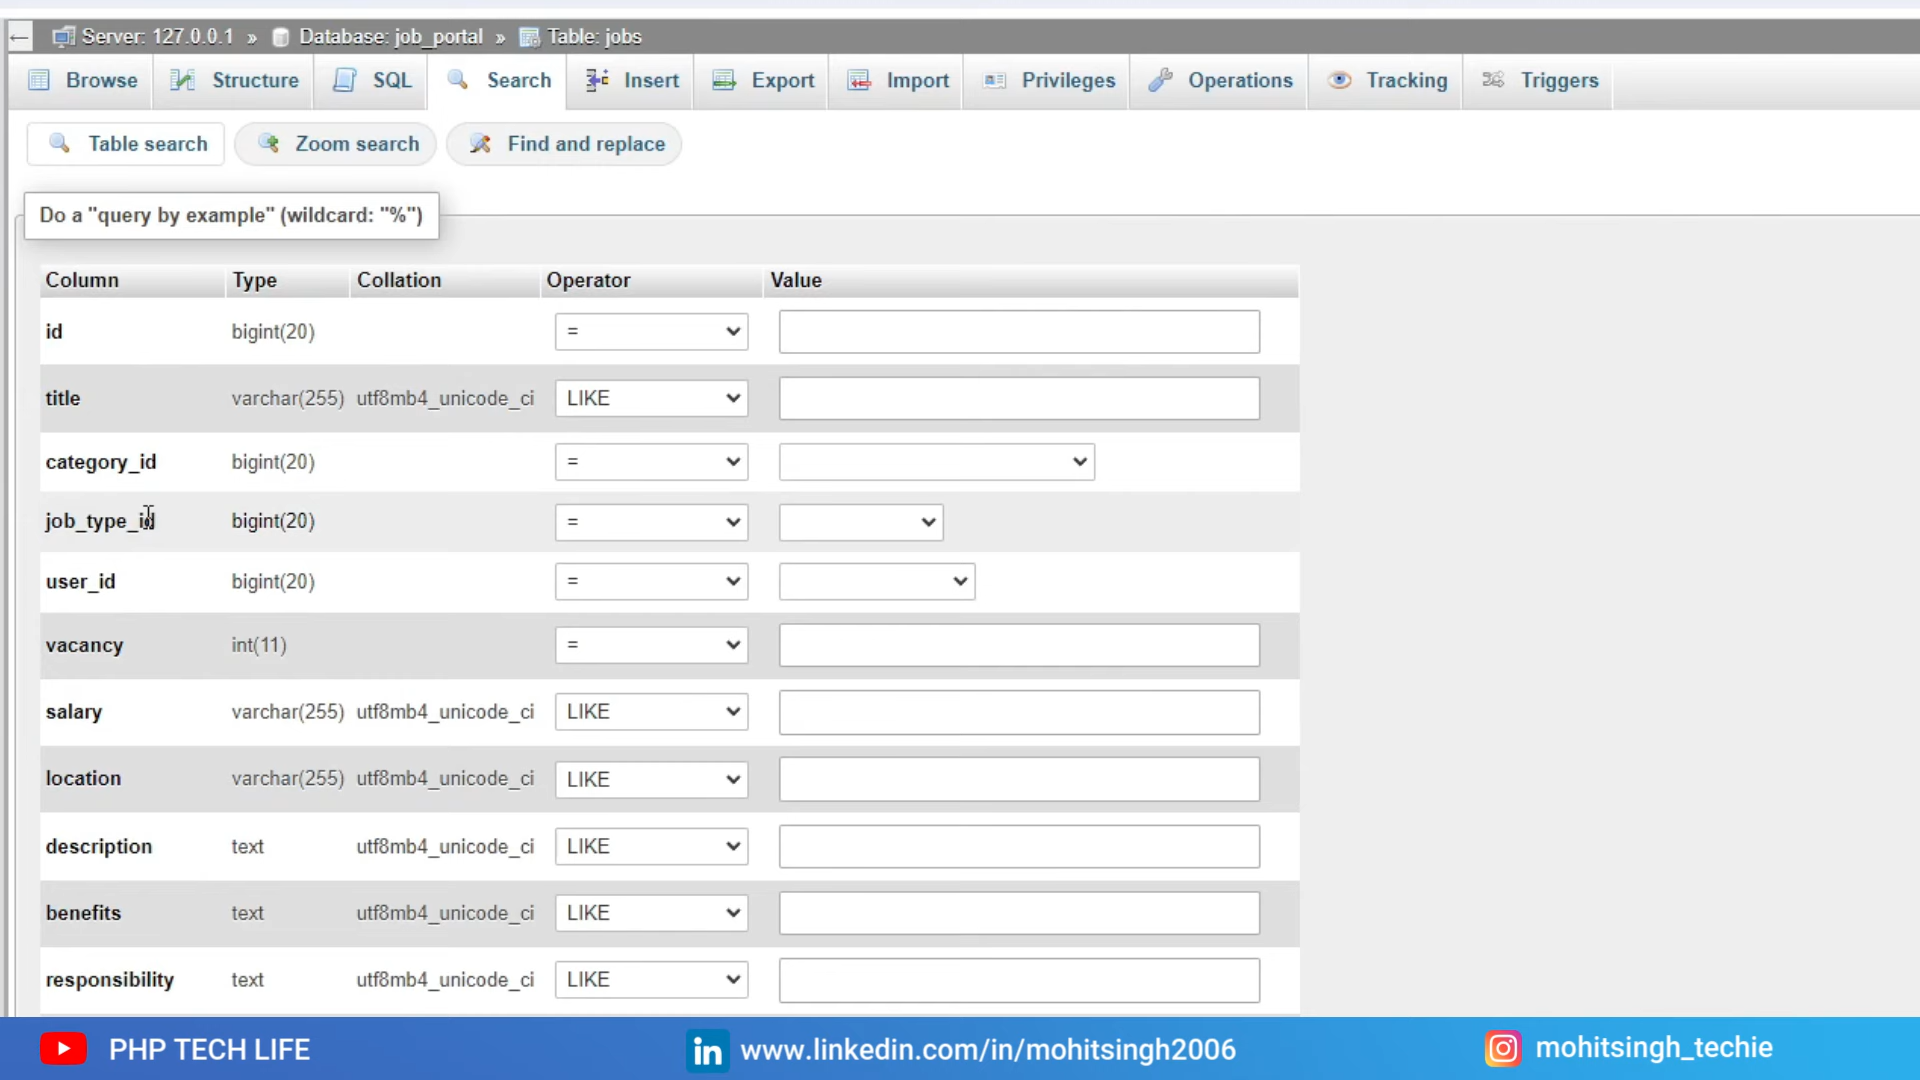 Server: 127.0.0.1 » Database: job_portal » Table: jobs
Browse Structure SQL Search Insert Export Import Privileges Operations Tracking Triggers
Table search Zoom search Find and replace
Do a "query by example" (wildcard: "%")
Column Type Collation Operator Value
id bigint(20) =
title varchar(255) utf8mb4_unicode_ci LIKE
category_id bigint(20) =
job_type_id bigint(20) =
user_id bigint(20) =
vacancy int(11) =
salary varchar(255) utf8mb4_unicode_ci LIKE
location varchar(255) utf8mb4_unicode_ci LIKE
description text utf8mb4_unicode_ci LIKE
benefits text utf8mb4_unicode_ci LIKE
responsibility text utf8mb4_unicode_ci LIKE
PHP TECH LIFE www.linkedin.com/in/mohitsingh2006 mohitsingh_techie